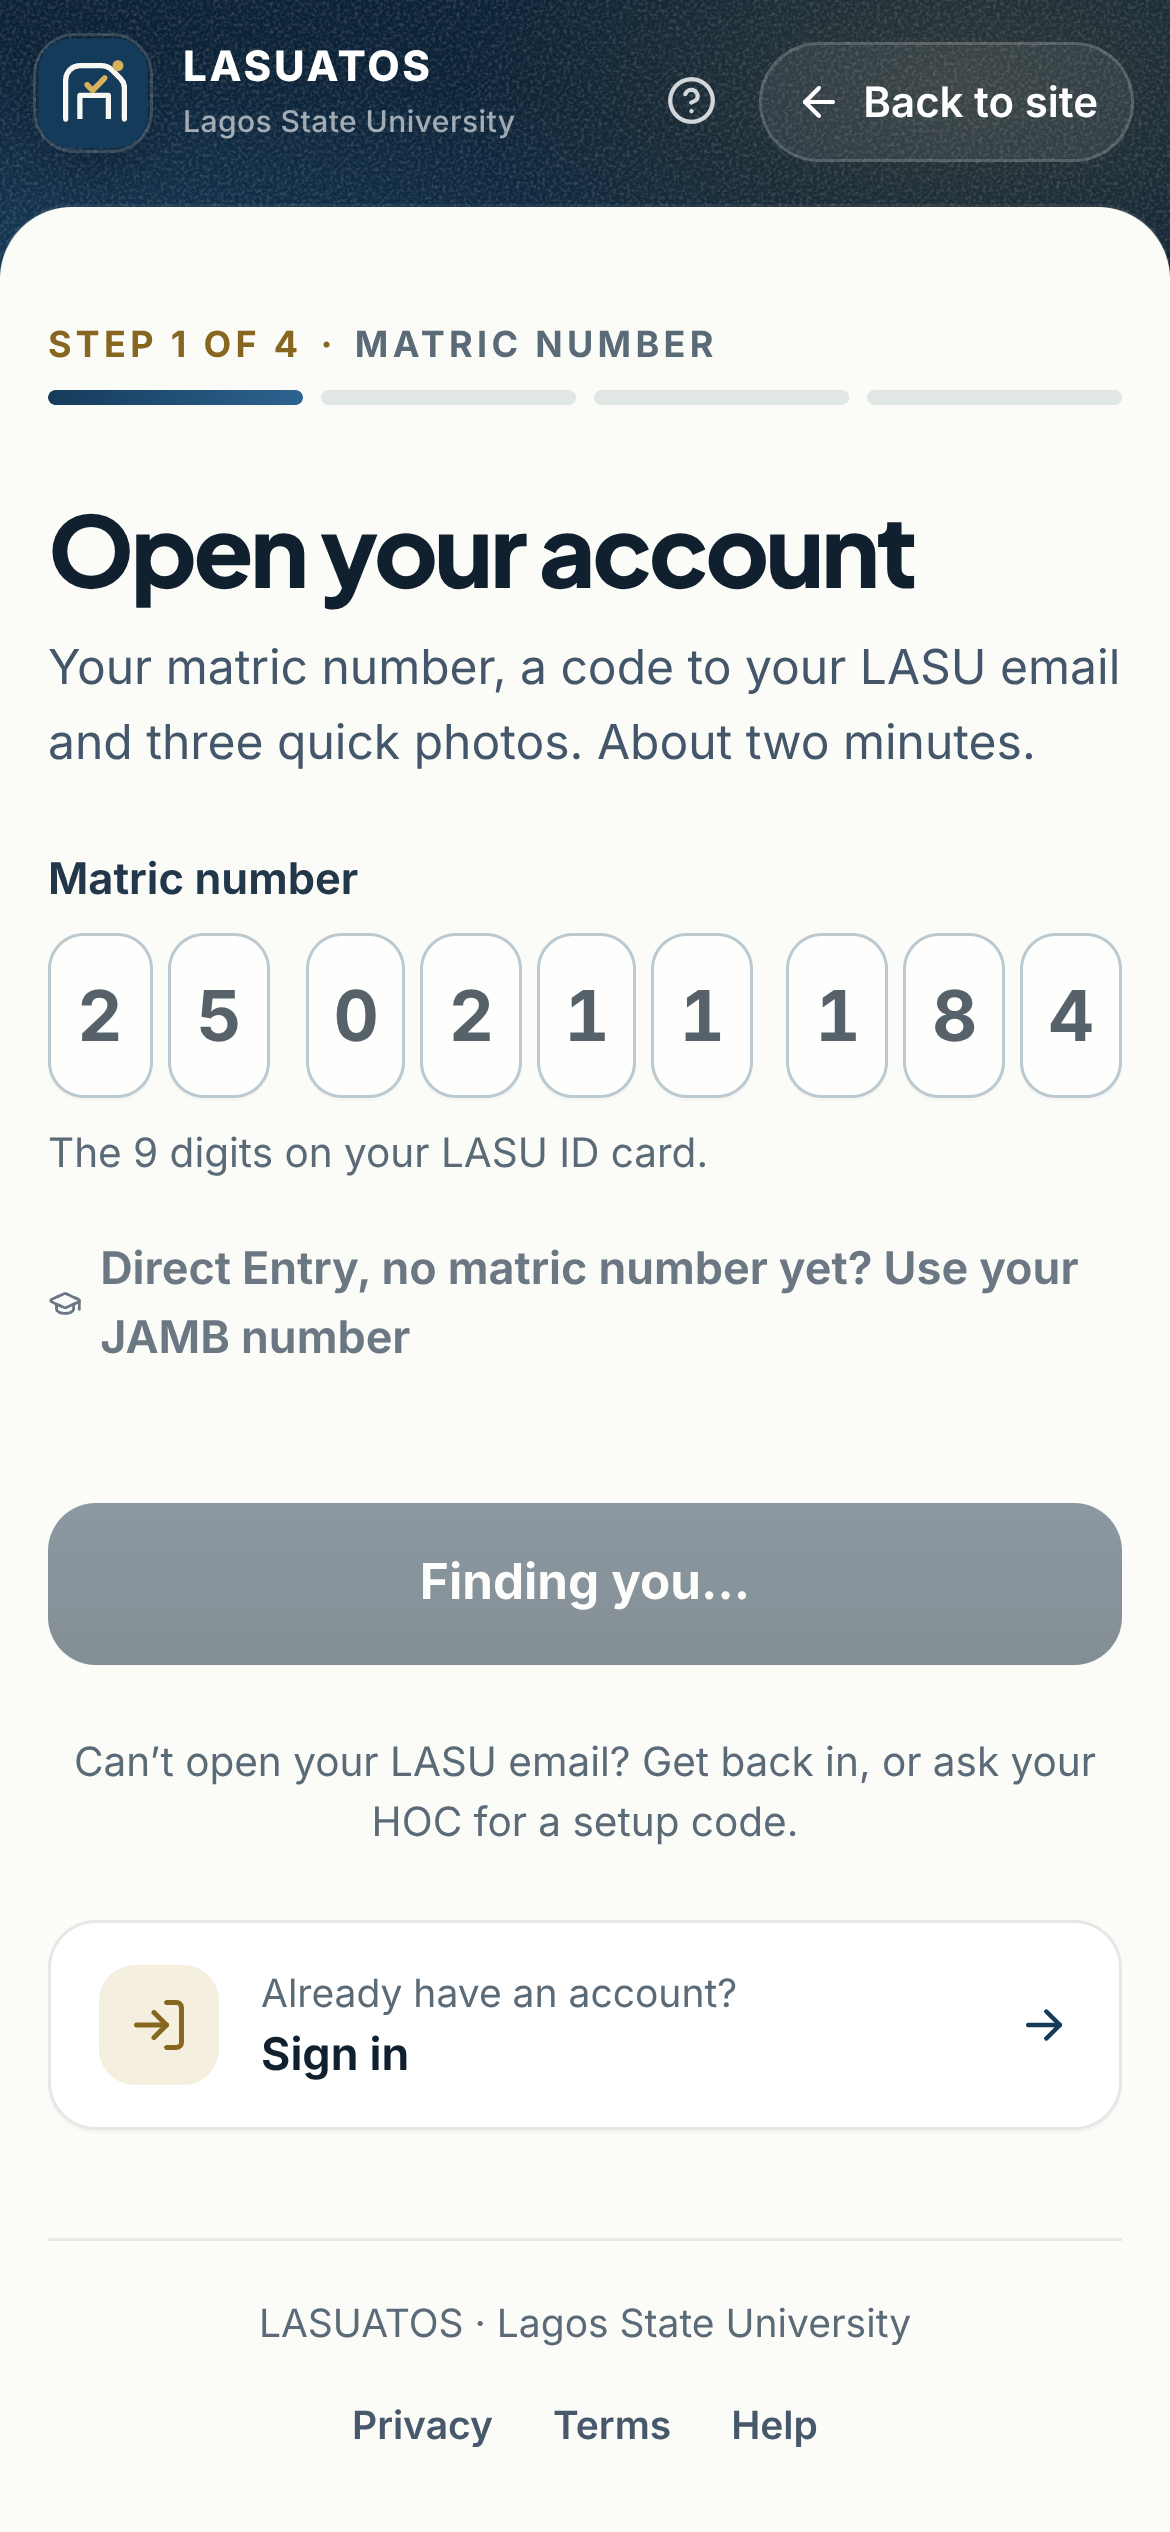 LASUATOS
Lagos State University
Back to site
STEP 1 OF 4 · MATRIC NUMBER
Open your account
Your matric number, a code to your LASU email
and three quick photos. About two minutes.
Matric number
2 5 0 2 1 1 1 8 4
The 9 digits on your LASU ID card.
Direct Entry, no matric number yet? Use your
JAMB number
Finding you...
Can’t open your LASU email? Get back in, or ask your
HOC for a setup code.
Already have an account?
Sign in
LASUATOS · Lagos State University
Privacy Terms Help